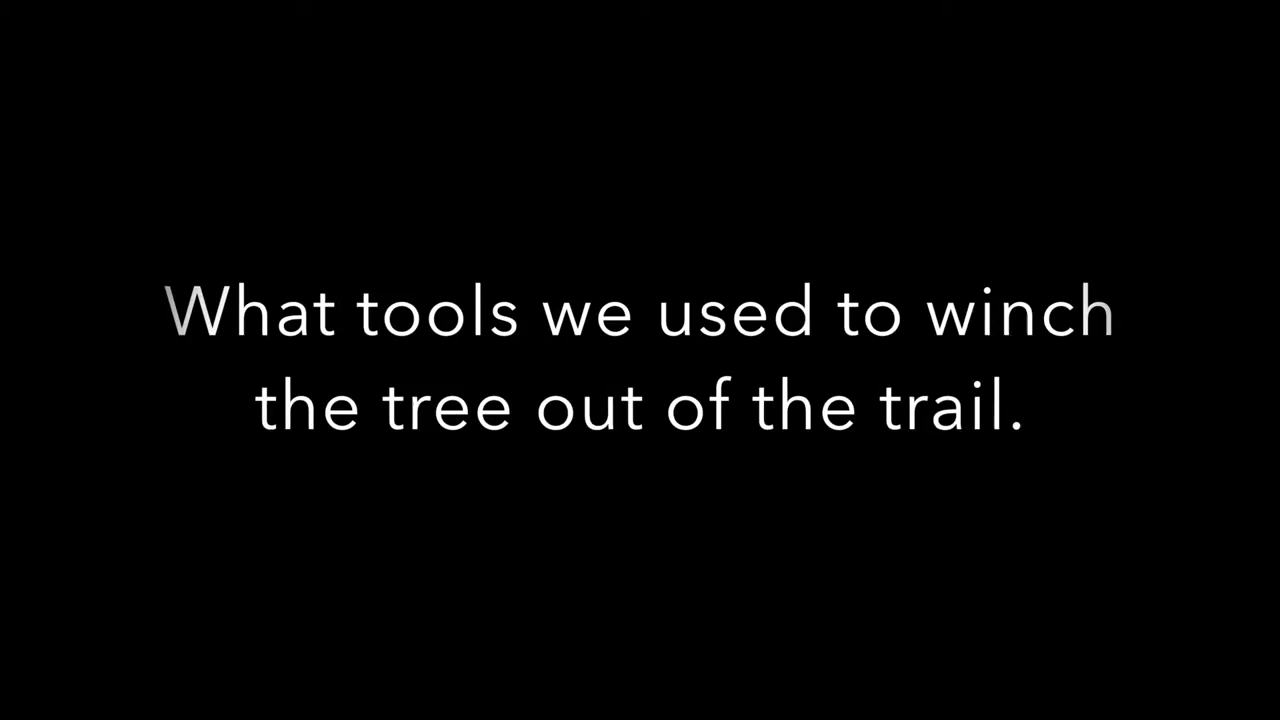 What tools we used to winch
the tree out of the trail.